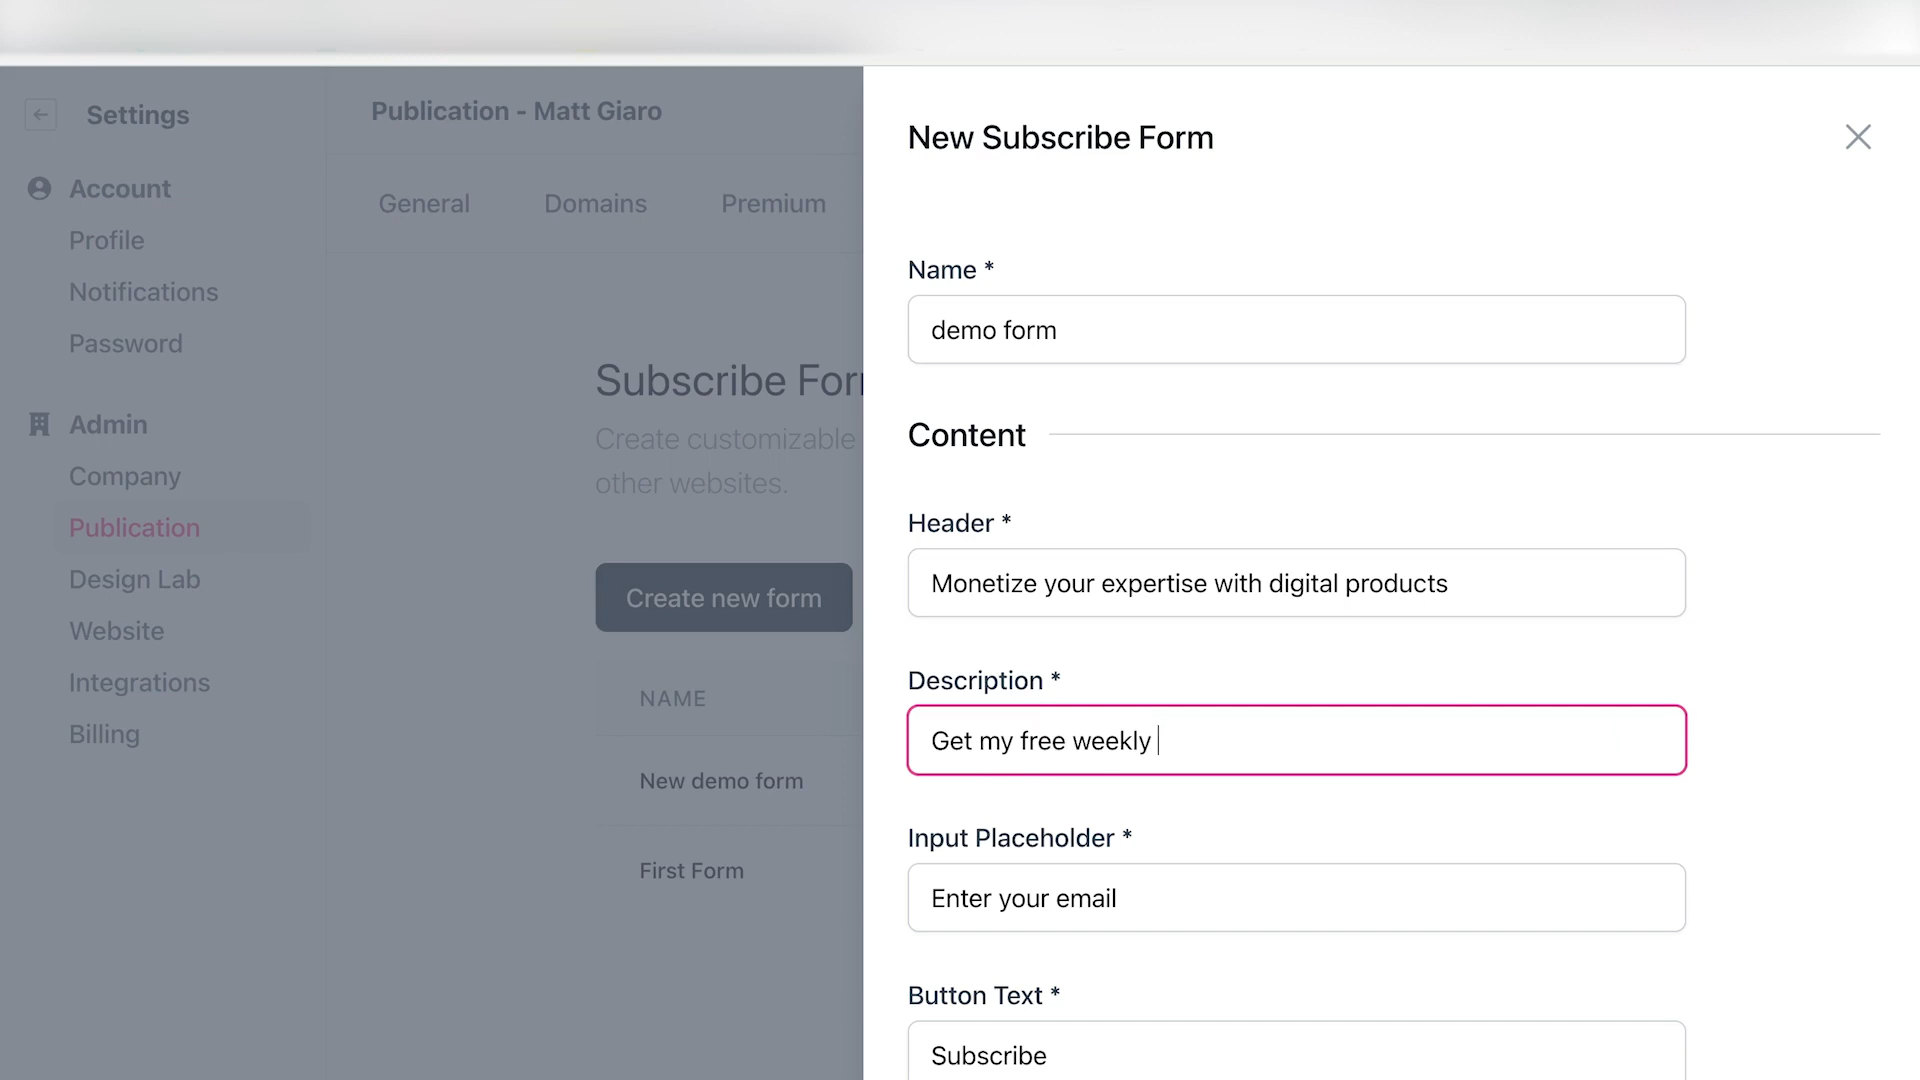 Settings
Account
Profile
Notifications
Password
Admin
Company
Publication
Design Lab
Website
Integrations
Billing
Publication - Matt Giaro
General Domains Premium
Subscribe For
Create customizable
other websites.
Create new form
NAME
New demo form
First Form
New Subscribe Form
Name *
demo form
Content
Header *
Monetize your expertise with digital products
Description *
Get my free weekly
Input Placeholder *
Enter your email
Button Text *
Subscribe